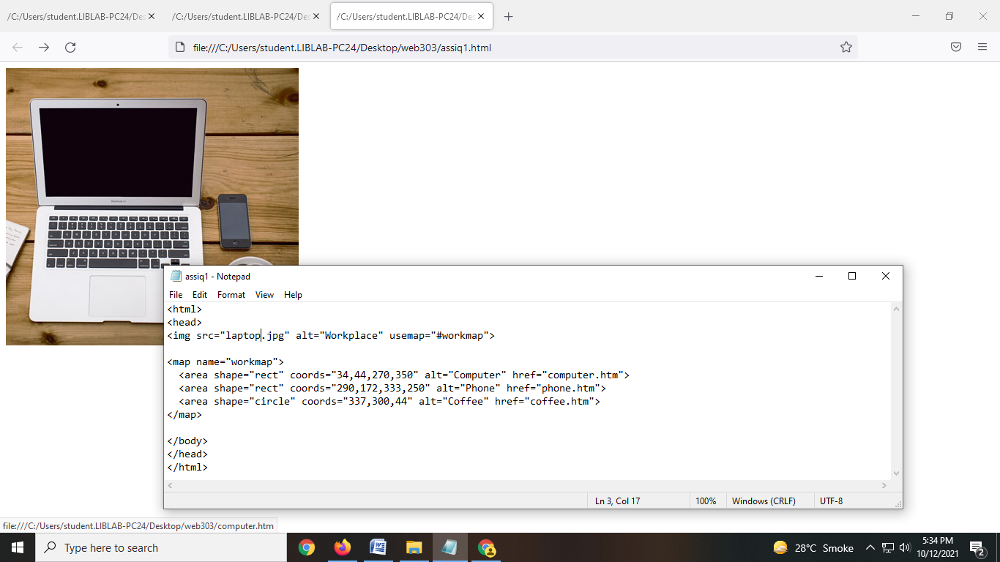 /C:/Users/student.LIBLAB-PC24/Des
/C:/Users/student.LIBLAB-PC24/Des
/C:/Users/student.LIBLAB-PC24/Des
file:///C:/Users/student.LIBLAB-PC24/Desktop/web303/assiq1.html
assiq1 - Notepad
File Edit Format View Help
<html>
<head>
<img src="laptop.jpg" alt="Workplace" usemap="#workmap">
<map name="workmap">
<area shape="rect" coords="34,44,270,350" alt="Computer" href="computer.htm">
<area shape="rect" coords="290,172,333,250" alt="Phone" href="phone.htm">
<area shape="circle" coords="337,300,44" alt="Coffee" href="coffee.htm">
</map>
</body>
</head>
</html>
Ln 3, Col 17 100% Windows (CRLF) UTF-8
file:///C:/Users/student.LIBLAB-PC24/Desktop/web303/computer.htm
Type here to search
28°C Smoke
5:34 PM
10/12/2021
2